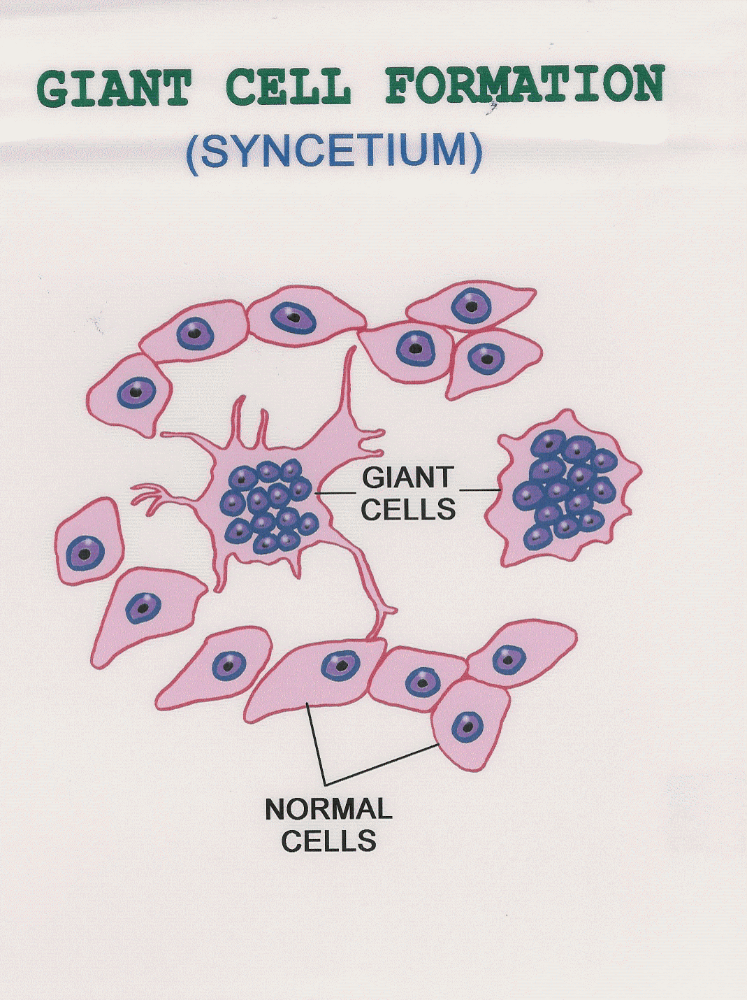 GIANT CELL FORMATION
(SYNCETIUM)
GIANT
CELLS
NORMAL
CELLS